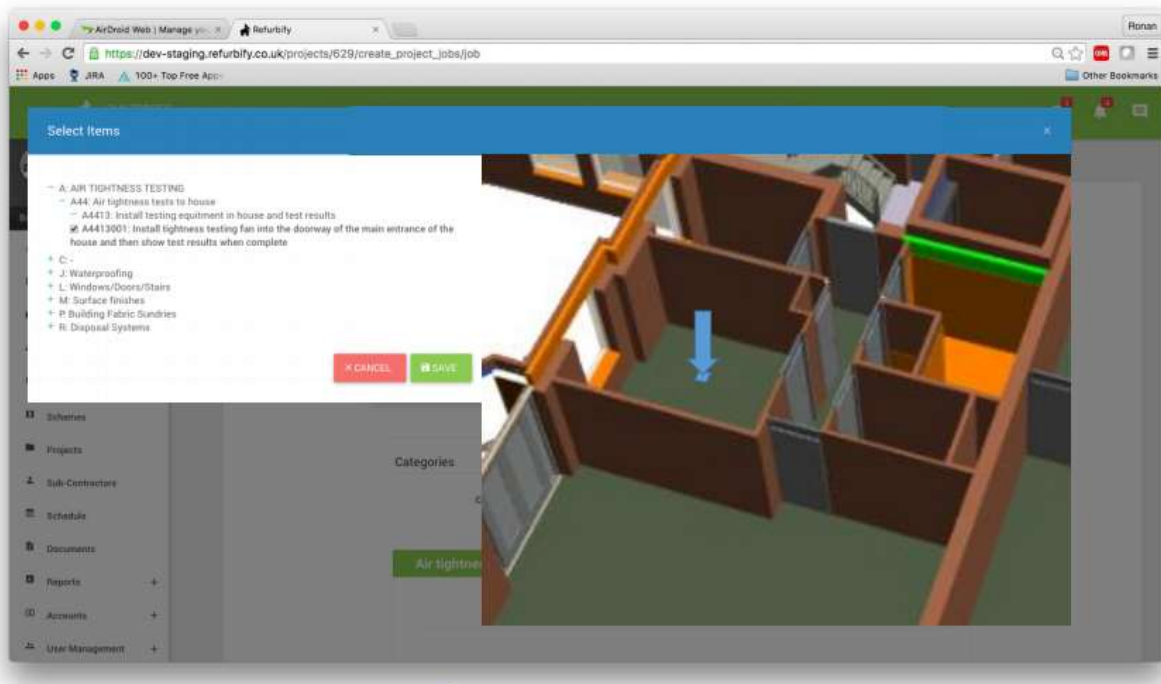 AirDroid Web | Manage yo
Refurbify
Ronan
https://dev-staging.refurbify.co.uk/projects/629/create_project_jobs/job
Apps
JIRA
100+ Top Free App
Other Bookmarks
Select Items
×
− A: AIR TIGHTNESS TESTING
− A44: Air tightness tests to house
− A4413: Install testing equitment in house and test results
A4413001: Install tightness testing fan into the doorway of the main entrance of the
house and then show test results when complete
+ C: -
+ J: Waterproofing
+ L: Windows/Doors/Stairs
+ M: Surface finishes
+ P: Building Fabric Sundries
+ R: Disposal Systems
× CANCEL
SAVE
Schemes
Projects
Categories
Sub-Contractors
Schedule
Documents
Air tightne
Reports +
Accounts +
User Management +